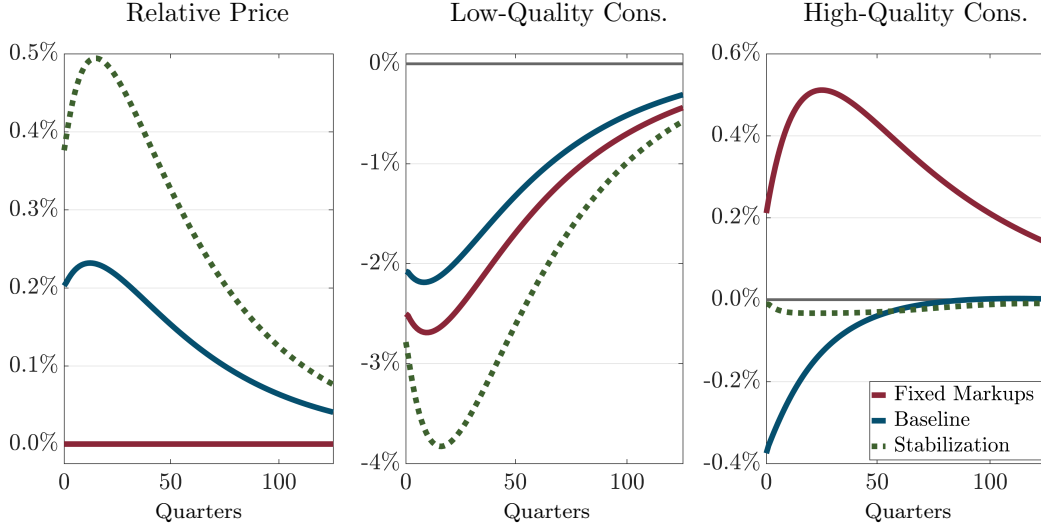 Relative Price
0.5%
0.4%
0.3%
0.2%
0.1%
0.0%
0
50
100
Quarters
Low-Quality Cons.
0%
-1%
-2%
-3%
-4%
0
50
100
Quarters
High-Quality Cons.
0.6%
0.4%
0.2%
0.0%
-0.2%
-0.4%
0
50
100
Quarters
Fixed Markups
Baseline
Stabilization